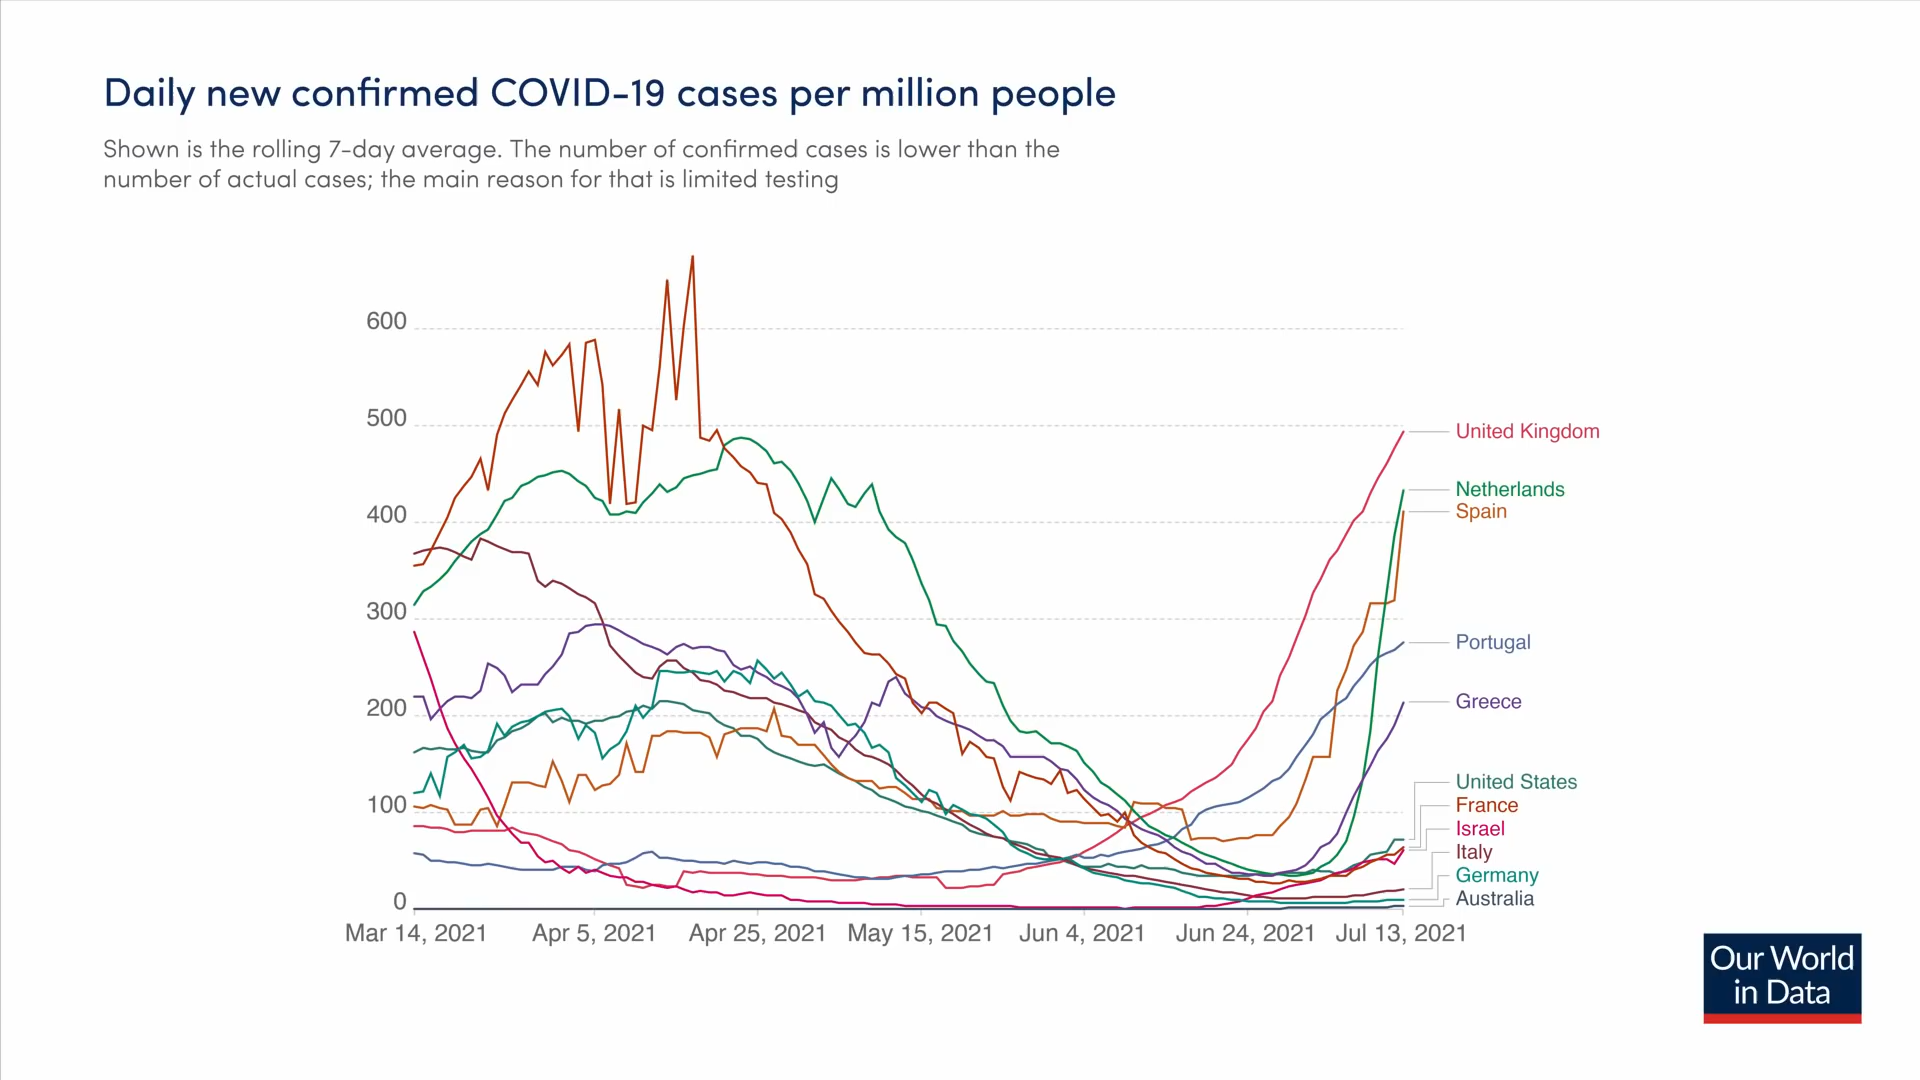 Daily new confirmed COVID-19 cases per million people
Shown is the rolling 7-day average. The number of confirmed cases is lower than the
number of actual cases; the main reason for that is limited testing
600
500
400
300
200
100
0
Mar 14, 2021
Apr 5, 2021
Apr 25, 2021
May 15, 2021
Jun 4, 2021
Jun 24, 2021
Jul 13, 2021
United Kingdom
Netherlands
Spain
Portugal
Greece
United States
France
Israel
Italy
Germany
Australia
Our World
in Data